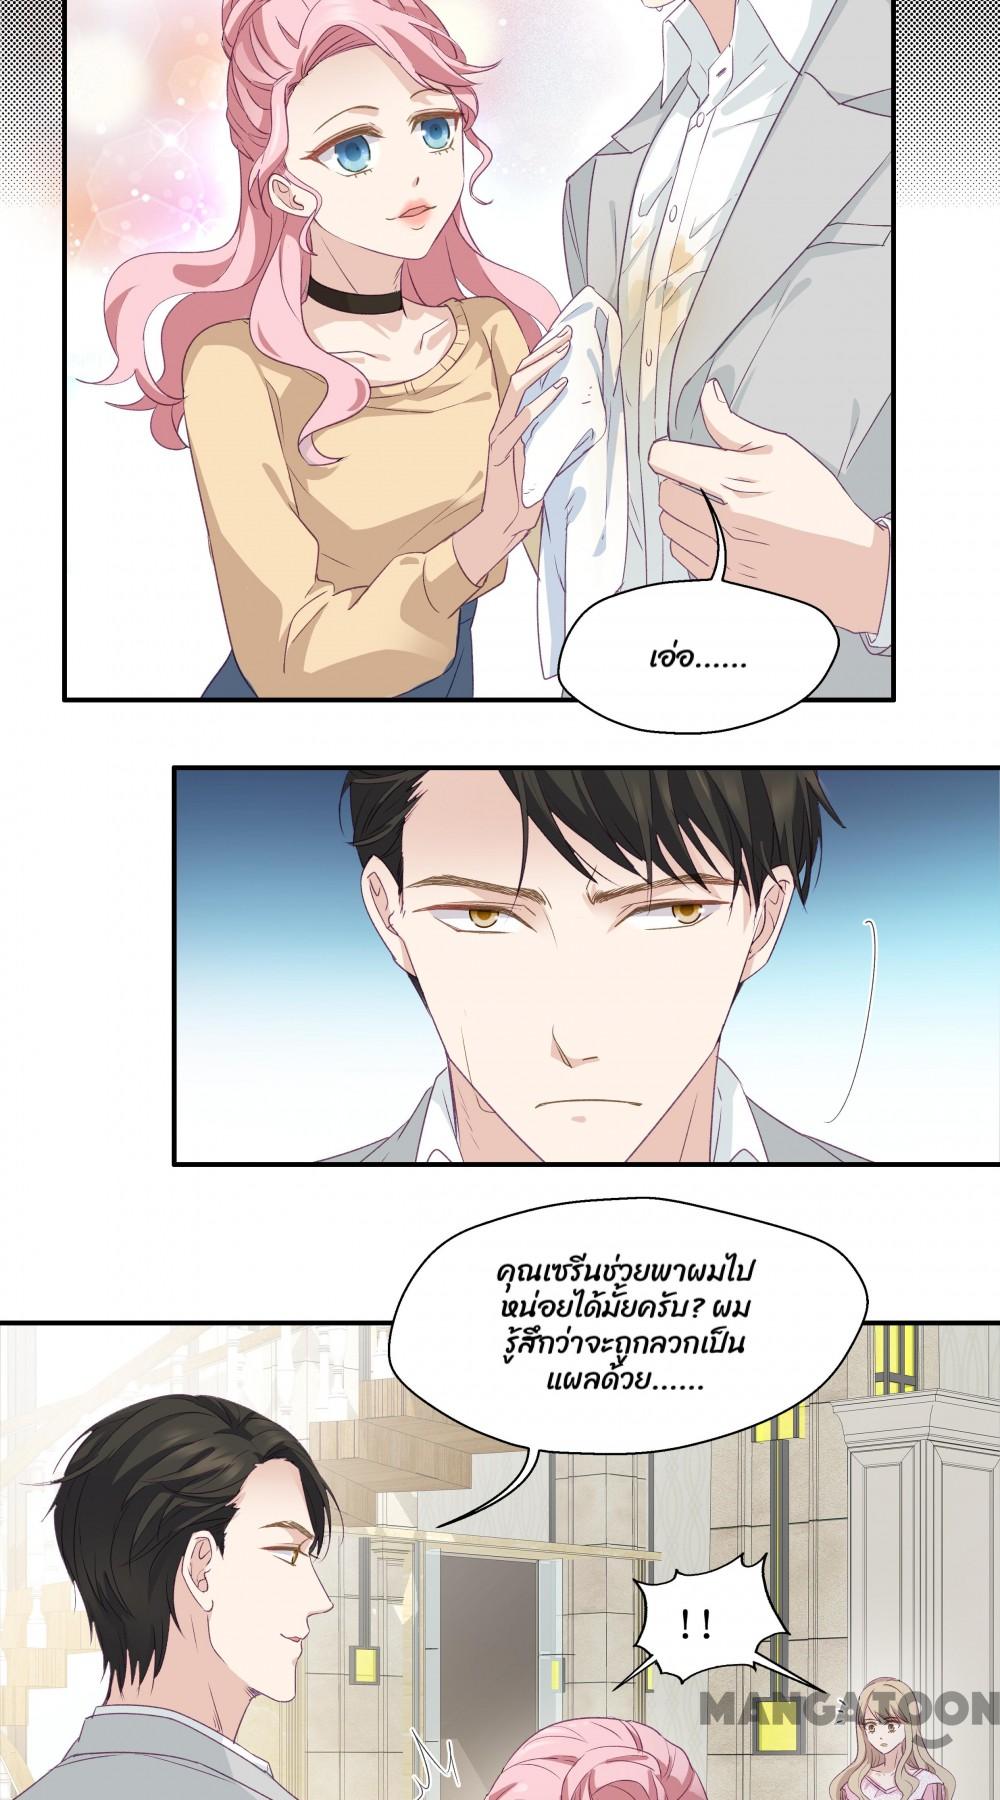 เอ่อ......
คุณเซรีนช่วยพาผมไป
หน่อยได้มั้ยครับ? ผม
รู้สึกว่าจะถูกลวกเป็น
แผลด้วย......
!!
MANGATOON